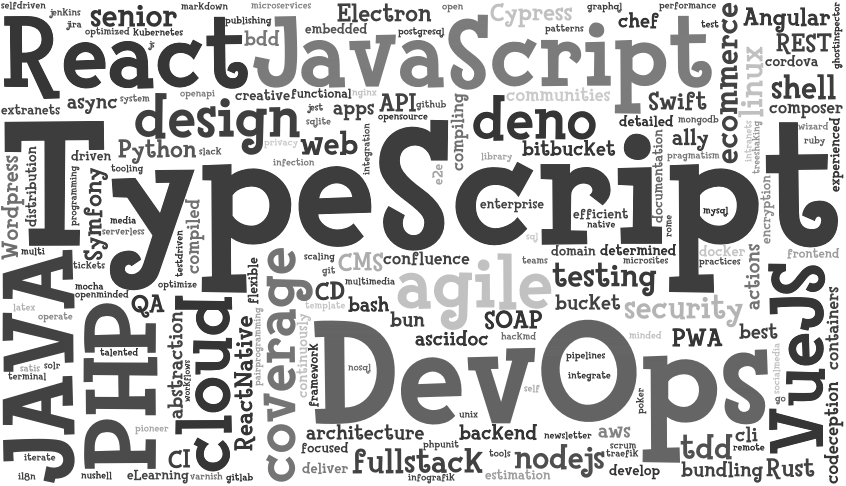 selfdriven
jenkins
jira
senior
markdown
microservices
publishing
optimized
Kubernetes
js
bdd
embedded
Electron
postgresql
open
Cypress
patterns
graphql
chef
performance
test
Angular
REST
cordova
ghostinspector
React
JavaScript
ecommerce
linux
shell
composer
extranets
async
system
openapi
creative
functional
nginx
jest
sqlite
apps
API
github
opensource
communities
Swift
detailed
mongodb
design
privacy
web
integration
compiling
deno
bitbucket
ally
pragmatism
intranets
treeshaking
wizard
ruby
experienced
Python
slack
infection
e2e
library
documentation
driven
tooling
Wordpress
distribution
programming
Symfony
TypeScript
enterprise
efficient
native
rome
mysql
encryption
media
serverless
compiled
testdriven
sql
multi
tickets
scaling
git
CMS
confluence
teams
domain
determined
microsites
docker
practices
frontend
actions
mocha
openminded
optimize
flexible
multimedia
CD
template
bash
agile
testing
bucket
security
QA
JAVA
latex
operate
PHP
talented
satis
solr
terminal
abstraction
workflows
cloud
ReactNative
pairprogramming
coverage
continuously
framework
bun
asciidoc
SOAP
hackmd
minded
PWA
best
VueJS
containers
DevOps
nosql
pipelines
integrate
self
unix
poker
eg
socialmedia
codeception
pioneer
iterate
il8n
nushell
eLearning
CI
varnish
gitlab
architecture
focused
deliver
phpunit
fullstack
infografik
backend
tools
estimation
newsletter
nodejs
aws
scrum
traefik
develop
tdd
cli
remote
bundling
Rust